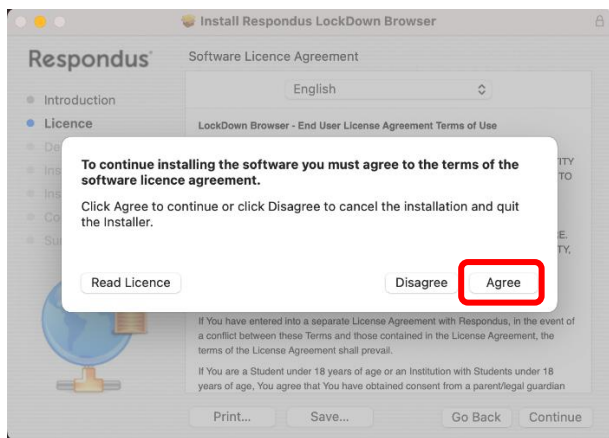 Install Respondus LockDown Browser
Respondus®
Software Licence Agreement
English
Introduction
Licence
LockDown Browser - End User License Agreement Terms of Use
To continue installing the software you must agree to the terms of the
software licence agreement.
Click Agree to continue or click Disagree to cancel the installation and quit
the Installer.
Read Licence
Disagree
Agree
If You have entered into a separate License Agreement with Respondus, in the event of
a conflict between these Terms and those contained in the License Agreement, the
terms of the License Agreement shall prevail.
If You are a Student under 18 years of age or an Institution with Students under 18
years of age, You agree that You have obtained consent from a parent/legal guardian
Print...
Save...
Go Back
Continue